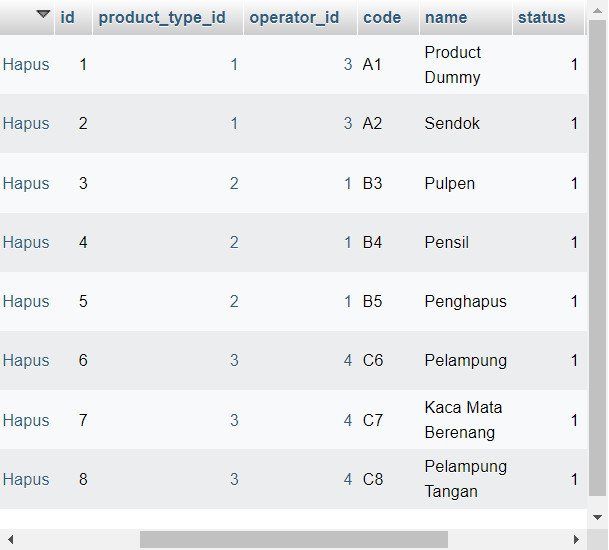 id product_type_id operator_id code name status
Hapus 1 1 3 A1 Product Dummy 1
Hapus 2 1 3 A2 Sendok 1
Hapus 3 2 1 B3 Pulpen 1
Hapus 4 2 1 B4 Pensil 1
Hapus 5 2 1 B5 Penghapus 1
Hapus 6 3 4 C6 Pelampung 1
Hapus 7 3 4 C7 Kaca Mata Berenang 1
Hapus 8 3 4 C8 Pelampung Tangan 1